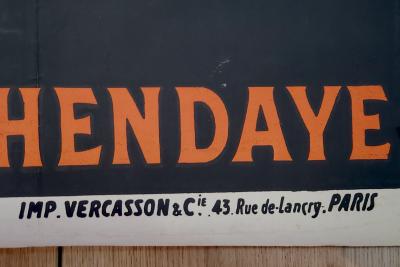 HENDAYE
IMP. VERCASSON & Cie. 43. Rue de-Lancry. PARIS